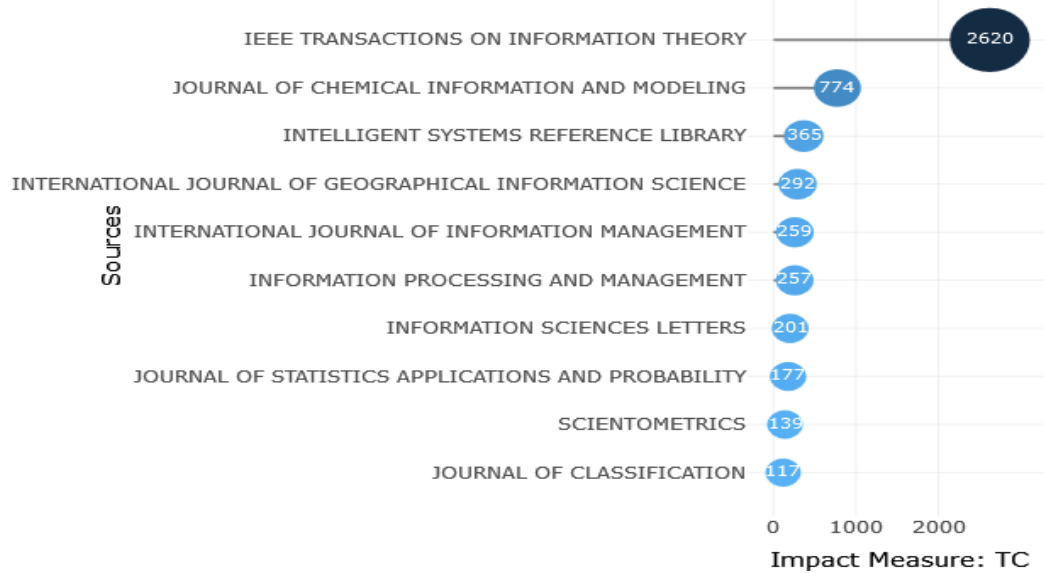 IEEE TRANSACTIONS ON INFORMATION THEORY 2620
JOURNAL OF CHEMICAL INFORMATION AND MODELING 774
INTELLIGENT SYSTEMS REFERENCE LIBRARY 365
INTERNATIONAL JOURNAL OF GEOGRAPHICAL INFORMATION SCIENCE 292
Sources
INTERNATIONAL JOURNAL OF INFORMATION MANAGEMENT 259
INFORMATION PROCESSING AND MANAGEMENT 257
INFORMATION SCIENCES LETTERS 201
JOURNAL OF STATISTICS APPLICATIONS AND PROBABILITY 177
SCIENTOMETRICS 139
JOURNAL OF CLASSIFICATION 117
0 1000 2000
Impact Measure: TC